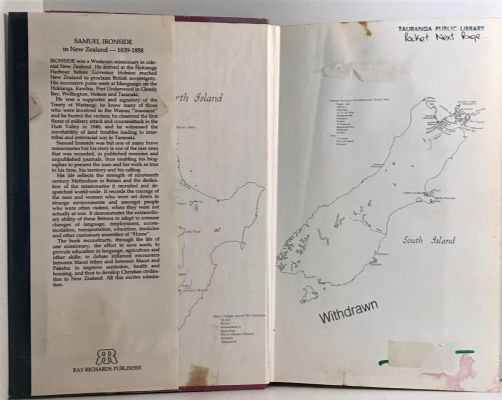 SAMUEL IRONSIDE
in New Zealand — 1839-1858
IRONSIDE was a Wesleyan missionary in colo-
nial New Zealand. He arrived at the Hokianga
Harbour before Governor Hobson reached
New Zealand to proclaim British sovereignty.
His successive posts were at Mangungu on the
Hokianga, Kawhia, Port Underwood in Cloudy
Bay, Wellington, Nelson and Taranaki.
He was a supporter and signatory of the
Treaty of Waitangi; he knew many of those
who were involved in the Wairau "massacre"
and he buried the victims; he observed the first
flame of military attack and counterattack in the
Hutt Valley in 1846; and he witnessed the
inevitability of land troubles leading to inter-
tribal and interracial war in Taranaki.
Samuel Ironside was but one of many brave
missionaries but his story is one of the rare ones
that was recorded, in published memoirs and
unpublished journals, thus enabling his biog-
rapher to present the man and his work as true
to his time, his territory and his calling.
His life reflects the strength of nineteenth
century Methodism in Britain and the dedica-
tion of the missionaries it recruited and de-
spatched world-wide. It records the courage of
the men and women who were set down in
strange environments and amongst people
who were often violent, when they were not
actually at war. It demonstrates the extraordin-
ary ability of these Britons to adapt to extreme
changes of language, employment, accom-
modation, transportation, education, medicine
and other customary amenities of "Home".
The book reconstructs, through the life of
one missionary, the effort to save souls; to
provide education in language, agriculture and
other skills; to defuse inflamed encounters
between Maori tribes and between Maori and
Pakeha; to improve sanitation, health and
housing, and thus to develop Christian civilisa-
tion in New Zealand. All this excites admira-
tion.
RAY RICHARDS PUBLISHER
rth Island
TAURANGA PUBLIC LIBRARY
Pocket Next Page.
South Island
Withdrawn